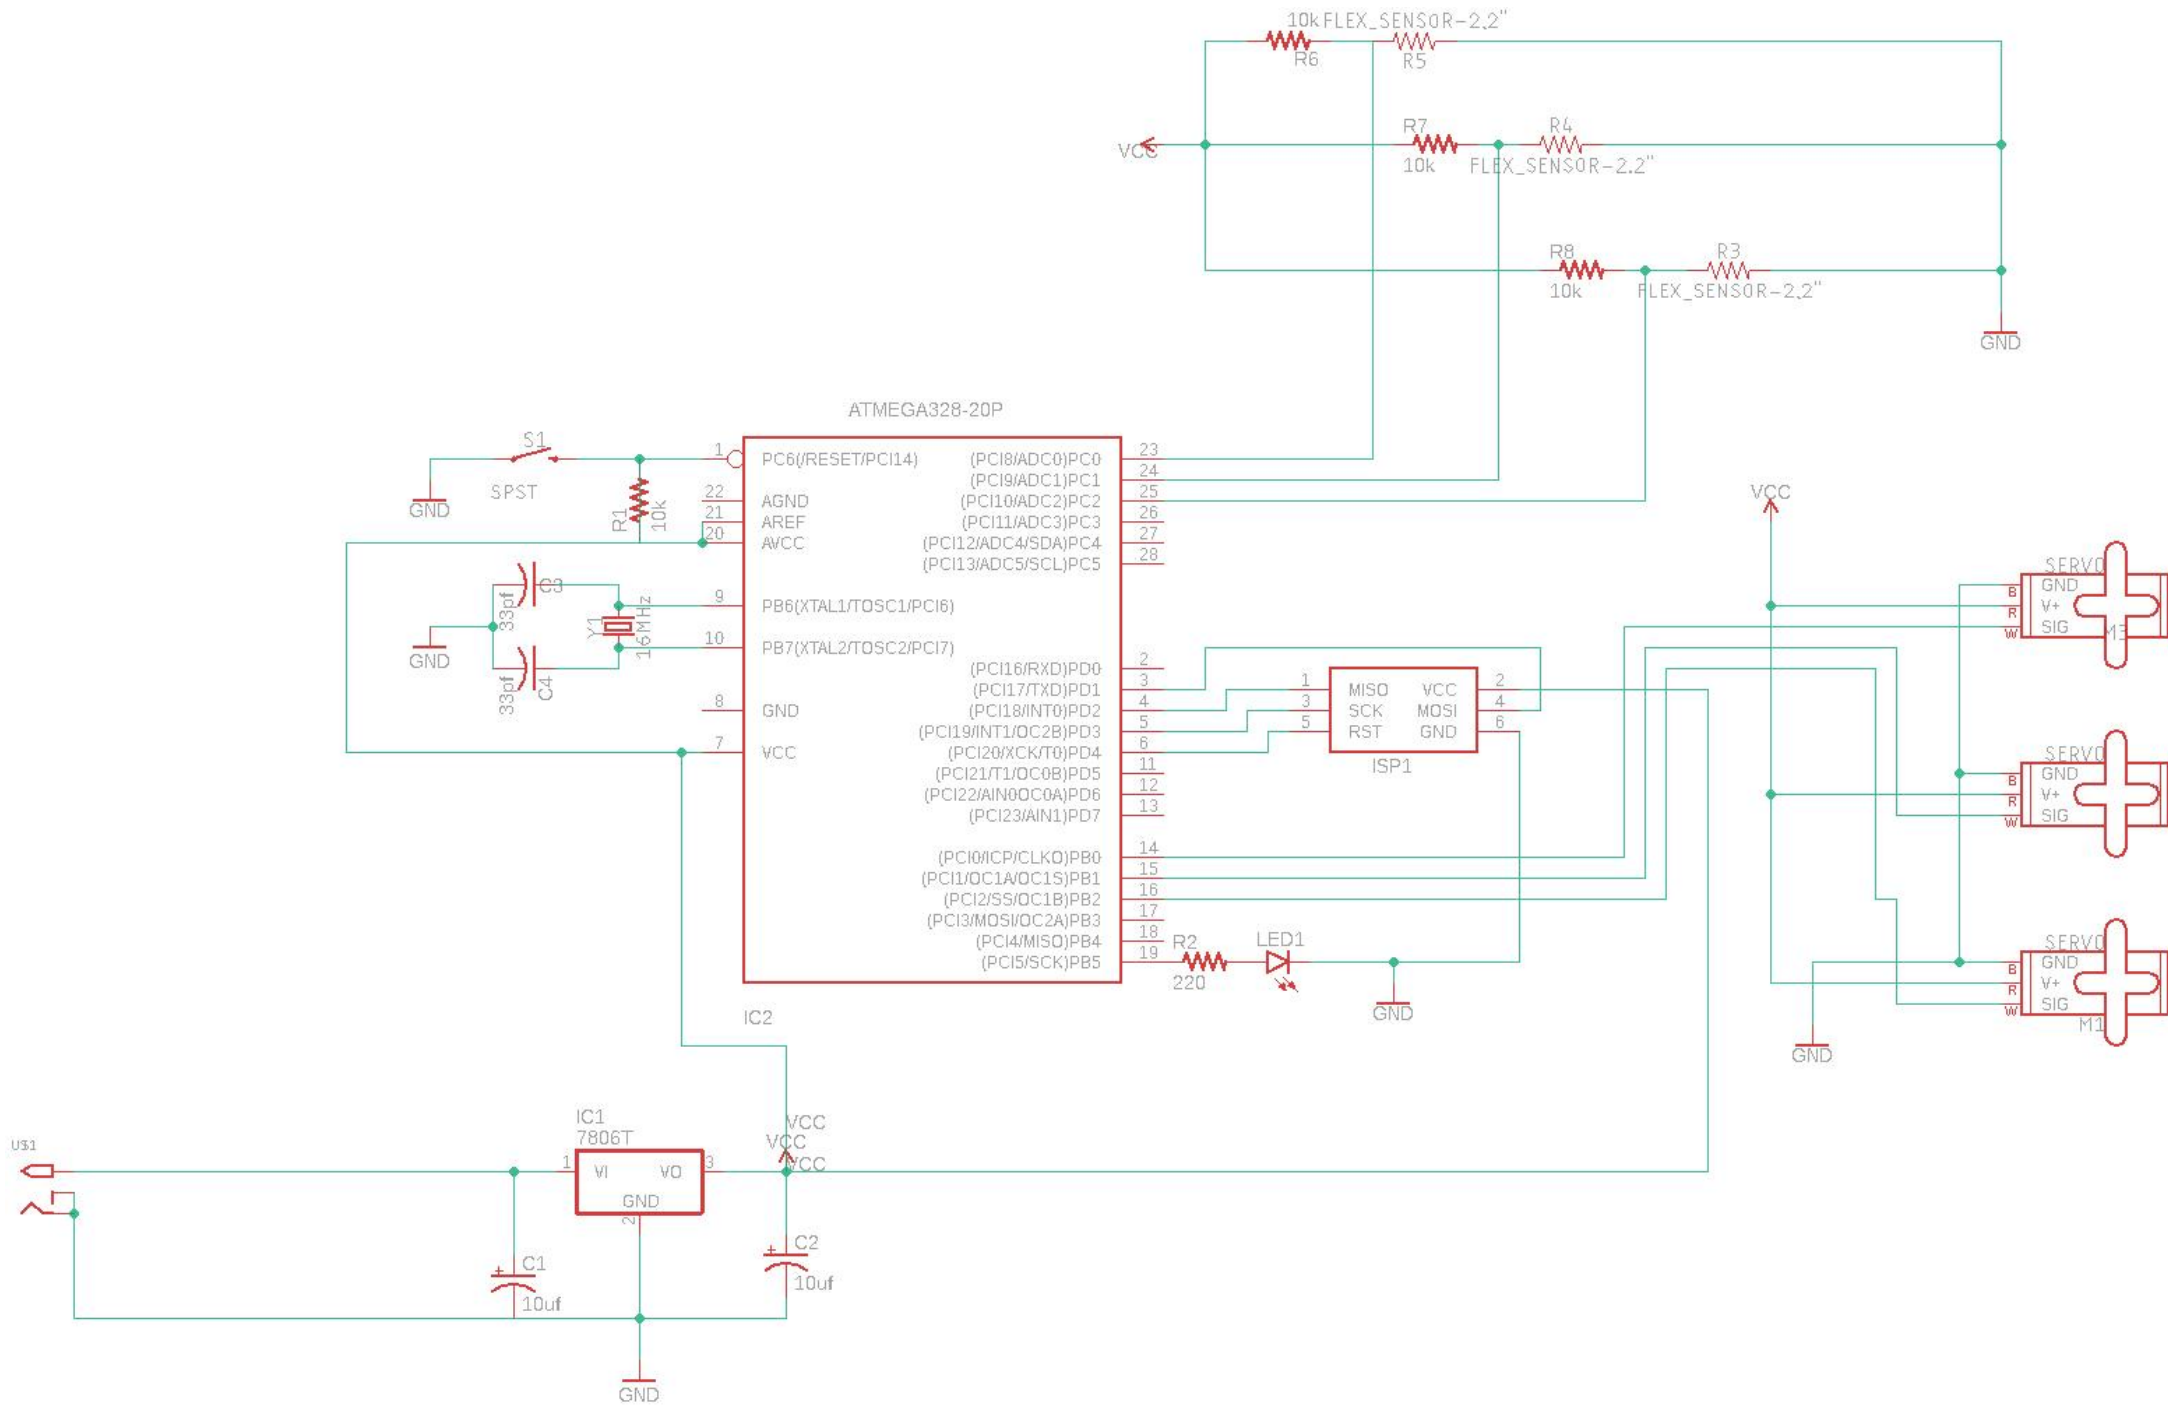 10k FLEX_SENSOR-2.2"
R6
R5
R7
R4
VCC
10k
FLEX_SENSOR-2.2"
R8
R3
10k
FLEX_SENSOR-2.2"
GND
ATMEGA328-20P
S1
SPST
GND
R1
10k
1
PC6(/RESET/PCI14)
22
AGND
21
AREF
20
AVCC
9
PB6(XTAL1/TOSC1/PCI6)
10
PB7(XTAL2/TOSC2/PCI7)
8
GND
7
VCC
C3
33pf
Y1
16MHz
GND
33pf
C4
(PCI8/ADC0)PC0
23
(PCI9/ADC1)PC1
24
(PCI10/ADC2)PC2
25
(PCI11/ADC3)PC3
26
(PCI12/ADC4/SDA)PC4
27
(PCI13/ADC5/SCL)PC5
28
(PCI16/RXD)PD0
2
(PCI17/TXD)PD1
3
(PCI18/INT0)PD2
4
(PCI19/INT1/OC2B)PD3
5
(PCI20/XCK/T0)PD4
6
(PCI21/T1/OC0B)PD5
11
(PCI22/AIN0OC0A)PD6
12
(PCI23/AIN1)PD7
13
(PCI0/ICP/CLKO)PB0
14
(PCI1/OC1A/OC1S)PB1
15
(PCI2/SS/OC1B)PB2
16
(PCI3/MOSI/OC2A)PB3
17
(PCI4/MISO)PB4
18
(PCI5/SCK)PB5
19
IC2
1 MISO VCC 2
3 SCK MOSI 4
5 RST GND 6
ISP1
R2
220
LED1
GND
VCC
SERVO
B GND
R V+
W SIG
M3
SERVO
B GND
R V+
W SIG
SERVO
B GND
R V+
W SIG
M1
GND
U$1
IC1
7806T
1 VI VO 3
GND
2
VCC
VCC
VCC
C1
10uf
C2
10uf
GND